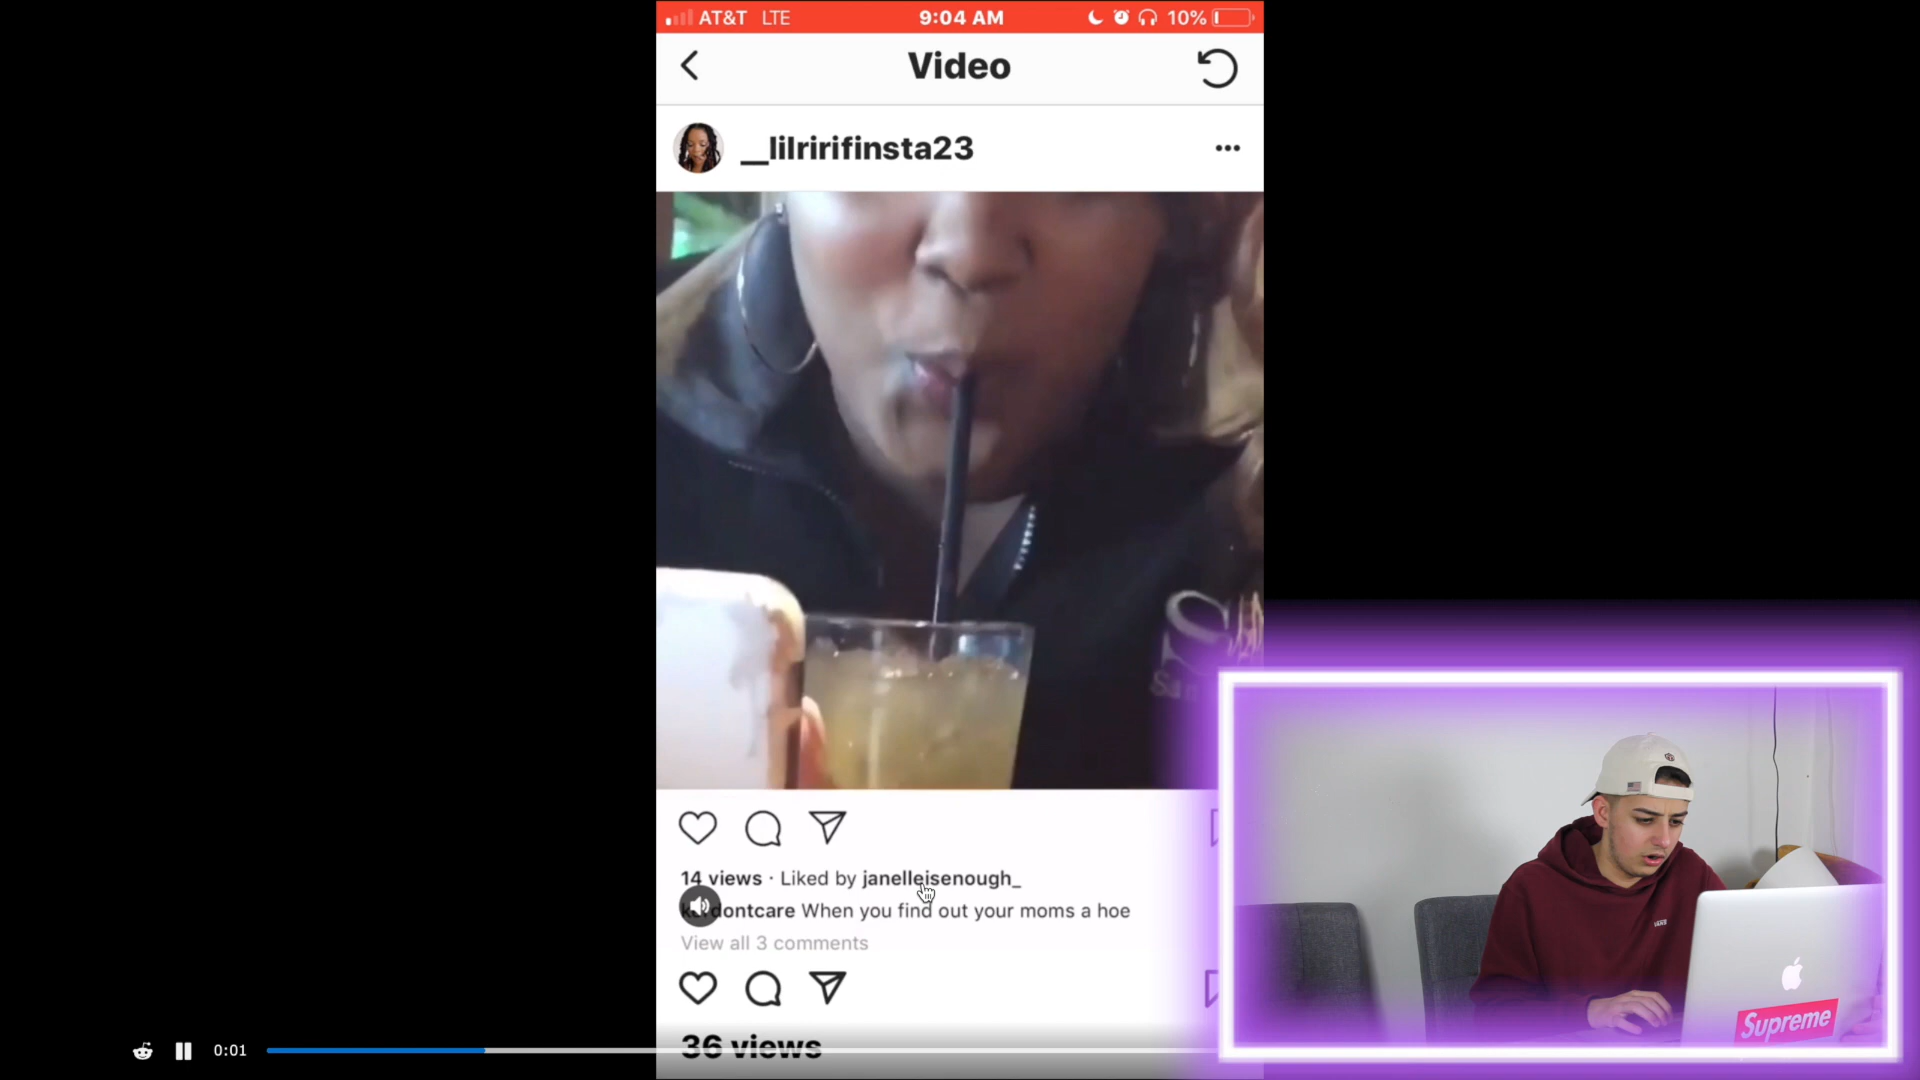 AT&T LTE 9:04 AM 10%
Video
__lilririfinsta23
14 views · Liked by janelleisenough_
dontcare When you find out your moms a hoe
View all 3 comments
36 views
0:01
VANS
Supreme